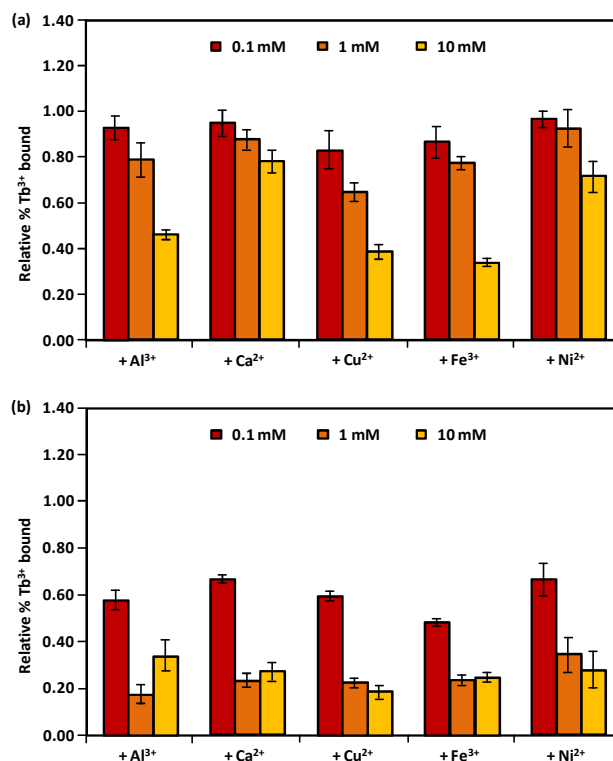 (a)
1.40
1.20
1.00
0.80
0.60
0.40
0.20
0.00
Relative % Tb³⁺ bound
0.1 mM 1 mM 10 mM
+ Al³⁺ + Ca²⁺ + Cu²⁺ + Fe³⁺ + Ni²⁺
(b)
1.40
1.20
1.00
0.80
0.60
0.40
0.20
0.00
Relative % Tb³⁺ bound
0.1 mM 1 mM 10 mM
+ Al³⁺ + Ca²⁺ + Cu²⁺ + Fe³⁺ + Ni²⁺